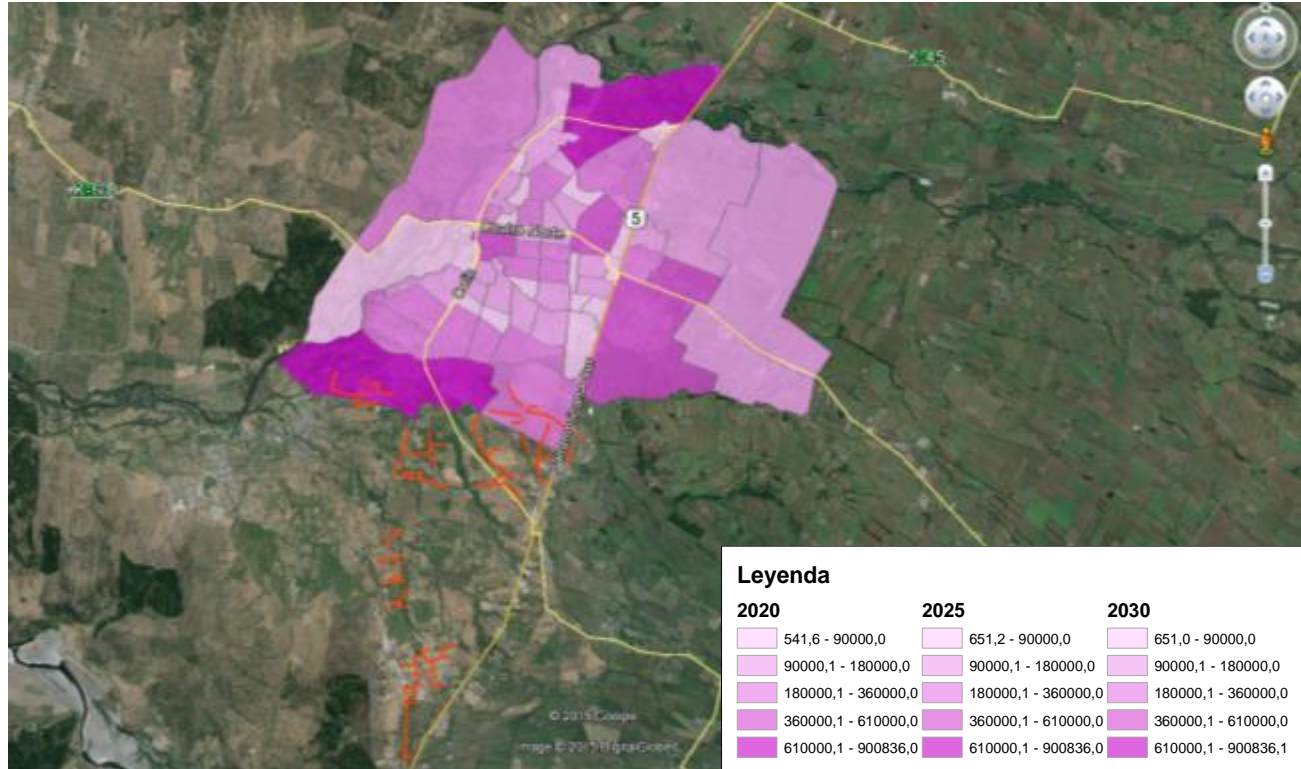 5
© 2015 Google
Image © 2015 DigitalGlobe
Leyenda
2020 2025 2030
541,6 - 90000,0 651,2 - 90000,0 651,0 - 90000,0
90000,1 - 180000,0 90000,1 - 180000,0 90000,1 - 180000,0
180000,1 - 360000,0 180000,1 - 360000,0 180000,1 - 360000,0
360000,1 - 610000,0 360000,1 - 610000,0 360000,1 - 610000,0
610000,1 - 900836,0 610000,1 - 900836,0 610000,1 - 900836,1